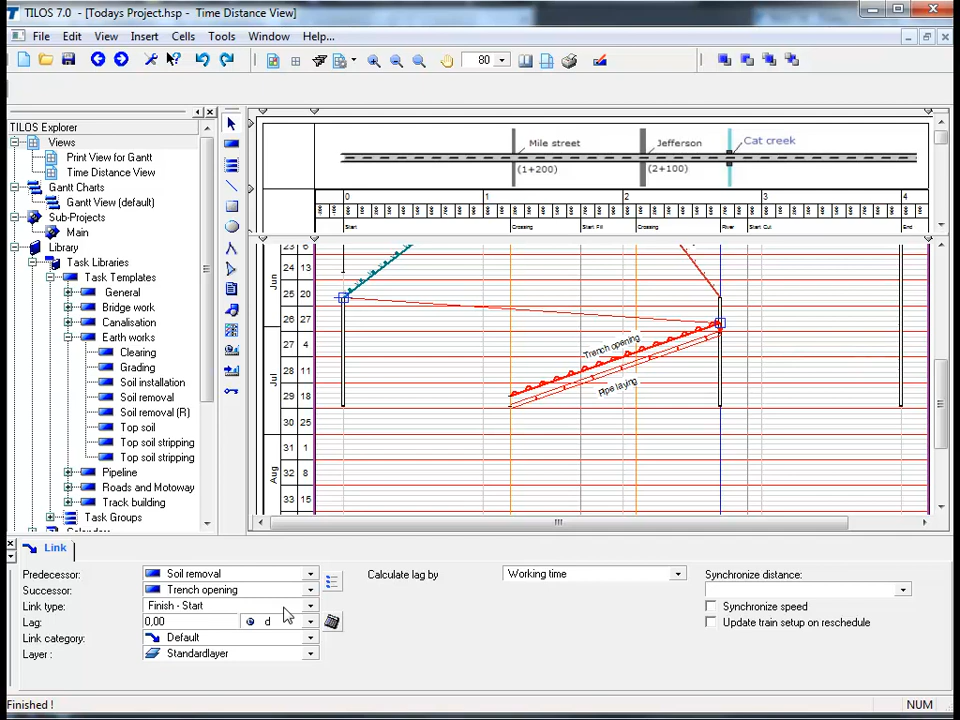 TILOS 7.0 - [Todays Project.hsp - Time Distance View]
File Edit View Insert Cells Tools Window Help...
80
TILOS Explorer
Views
Print View for Gantt
Time Distance View
Gantt Charts
Gantt View (default)
Sub-Projects
Main
Library
Task Libraries
Task Templates
General
Bridge work
Canalisation
Earth works
Clearing
Grading
Soil installation
Soil removal
Soil removal (R)
Top soil
Top soil stripping
Top soil stripping
Pipeline
Roads and Motoway
Track building
Task Groups
Mile street
Jefferson
Cat creek
(1+200)
(2+100)
0 1 2 3 4
Start Crossing Start Fill Crossing River Start Cut End
Jun
Jul
Aug
23 6
24 13
25 20
26 27
27 4
28 11
29 18
30 25
31 1
32 8
33 15
Trench opening
Pipe laying
Link
Predecessor: Soil removal
Successor: Trench opening
Link type: Finish - Start
Lag: 0,00 d
Link category: Default
Layer : Standardlayer
Calculate lag by Working time
Synchronize distance:
Synchronize speed
Update train setup on reschedule
Finished !
NUM